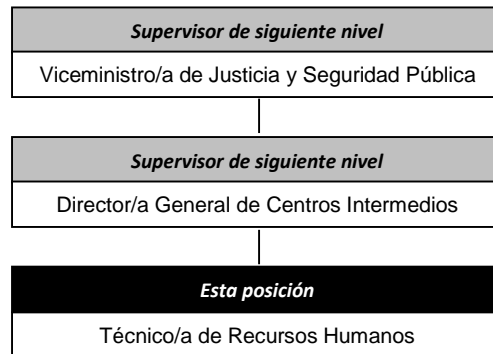 Supervisor de siguiente nivel
Viceministro/a de Justicia y Seguridad Pública
Supervisor de siguiente nivel
Director/a General de Centros Intermedios
Esta posición
Técnico/a de Recursos Humanos